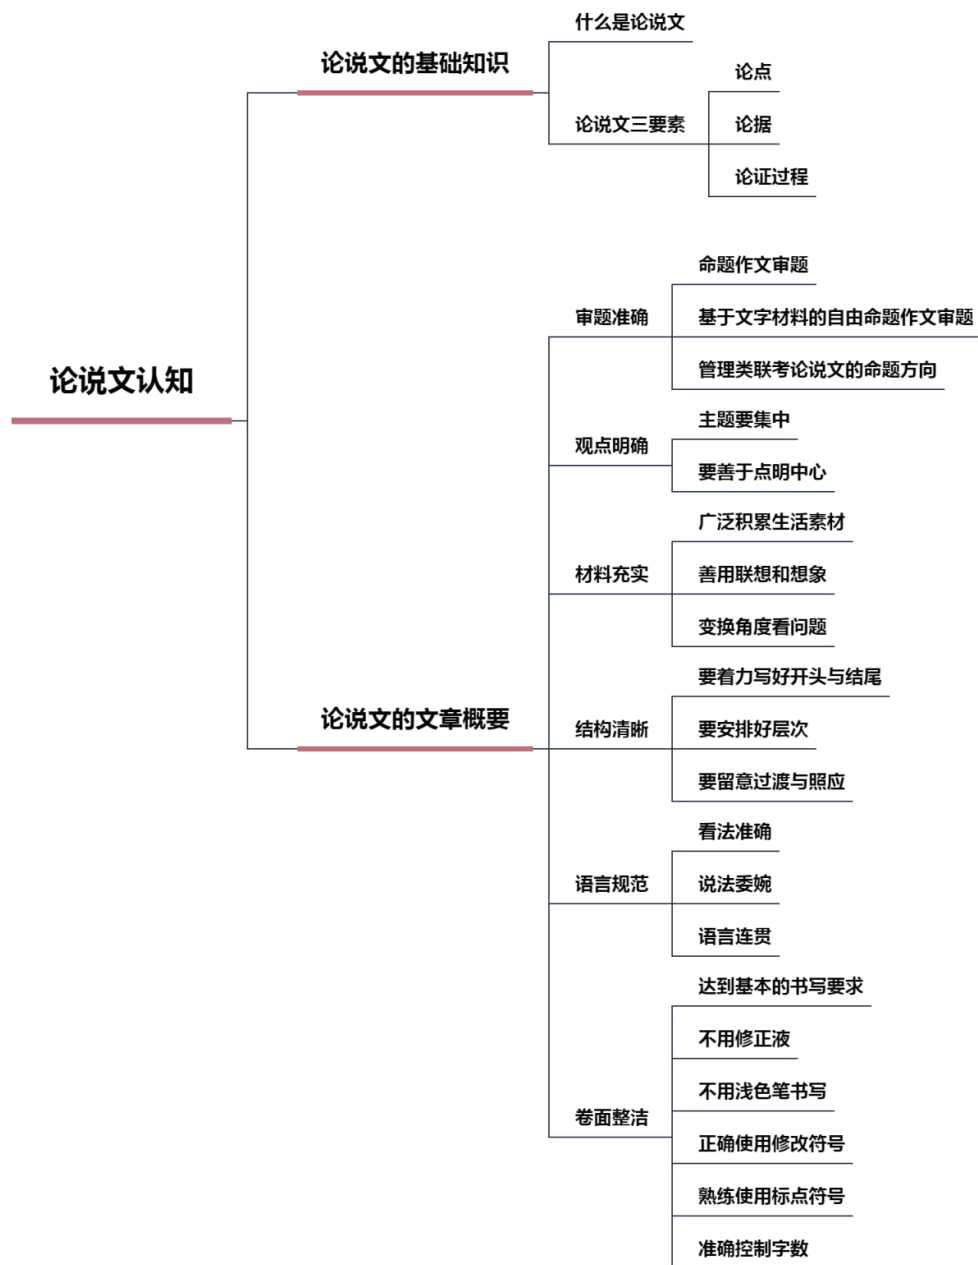 什么是论说文
论说文的基础知识
论点
论说文三要素
论据
论证过程
命题作文审题
审题准确
基于文字材料的自由命题作文审题
管理类联考论说文的命题方向
论说文认知
主题要集中
观点明确
要善于点明中心
广泛积累生活素材
材料充实
善用联想和想象
变换角度看问题
要着力写好开头与结尾
论说文的文章概要
结构清晰
要安排好层次
要留意过渡与照应
看法准确
语言规范
说法委婉
语言连贯
达到基本的书写要求
不用修正液
不用浅色笔书写
卷面整洁
正确使用修改符号
熟练使用标点符号
准确控制字数